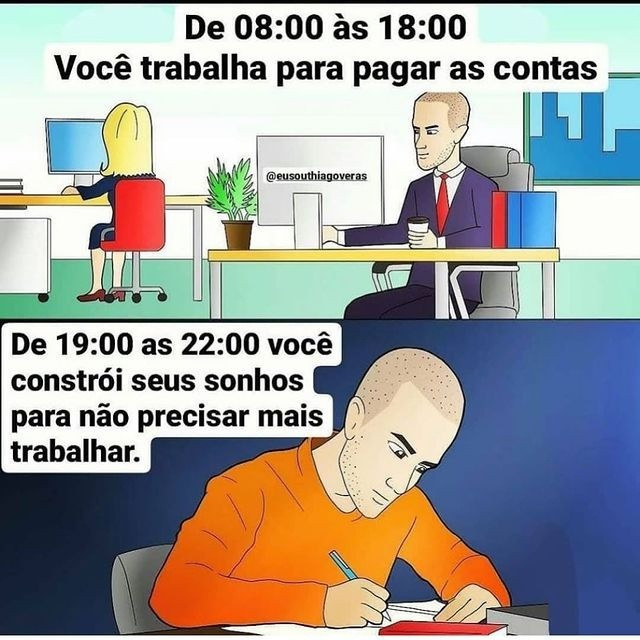 De 08:00 às 18:00
Você trabalha para pagar as contas
@eusouthiagoveras
De 19:00 as 22:00 você
constrói seus sonhos
para não precisar mais
trabalhar.